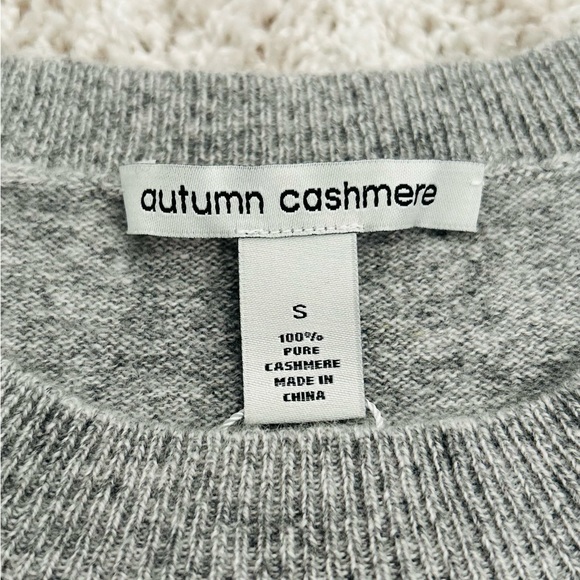 autumn cashmere
S
100%
PURE
CASHMERE
MADE IN
CHINA